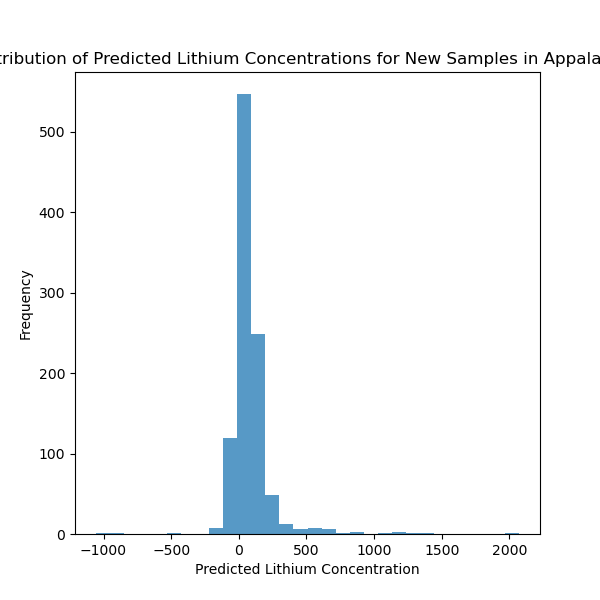 tribution of Predicted Lithium Concentrations for New Samples in Appala
500
400
300
200
100
0
Frequency
−1000 −500 0 500 1000 1500 2000
Predicted Lithium Concentration